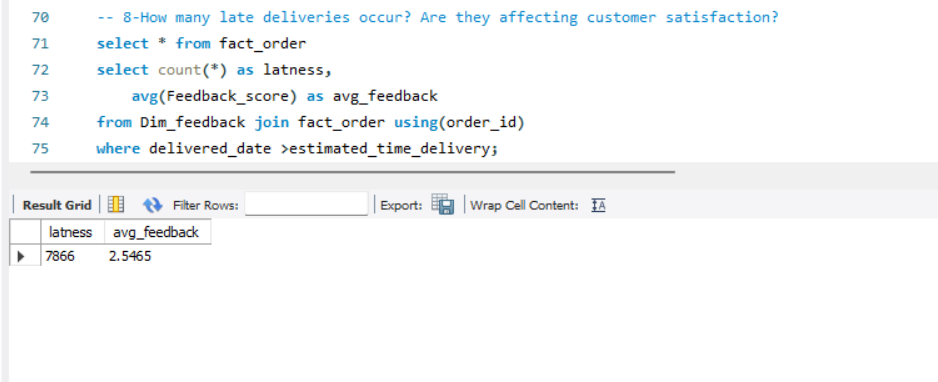 70 -- 8-How many late deliveries occur? Are they affecting customer satisfaction?
71 select * from fact_order
72 select count(*) as latness,
73 avg(Feedback_score) as avg_feedback
74 from Dim_feedback join fact_order using(order_id)
75 where delivered_date >estimated_time_delivery;
Result Grid Filter Rows: Export: Wrap Cell Content: IA
latness avg_feedback
7866 2.5465